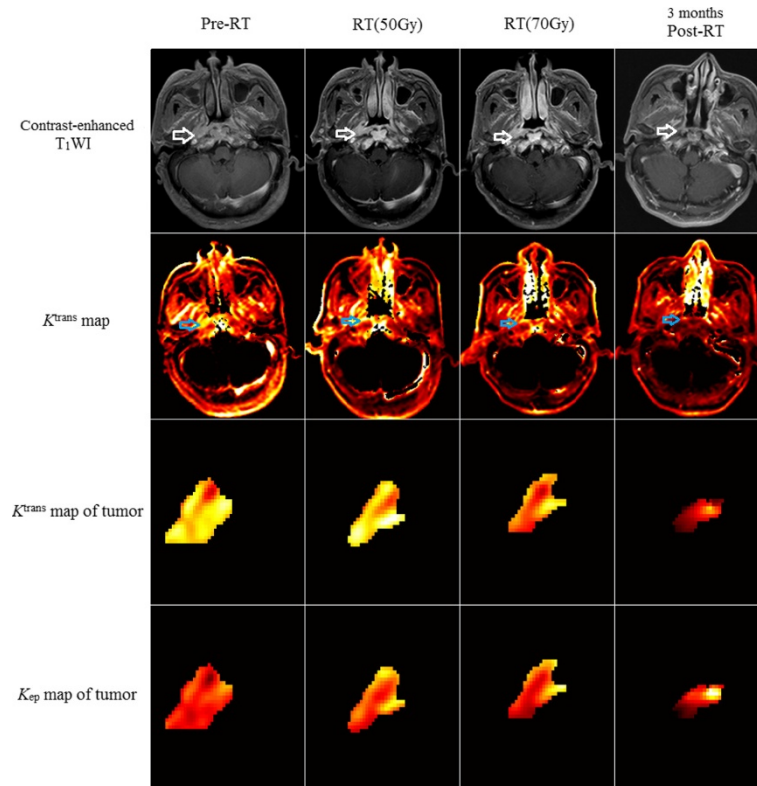 Pre-RT
RT(50Gy)
RT(70Gy)
3 months
Post-RT
Contrast-enhanced
T₁WI
Kᵗʳᵃⁿˢ map
Kᵗʳᵃⁿˢ map of tumor
Kₑₚ map of tumor